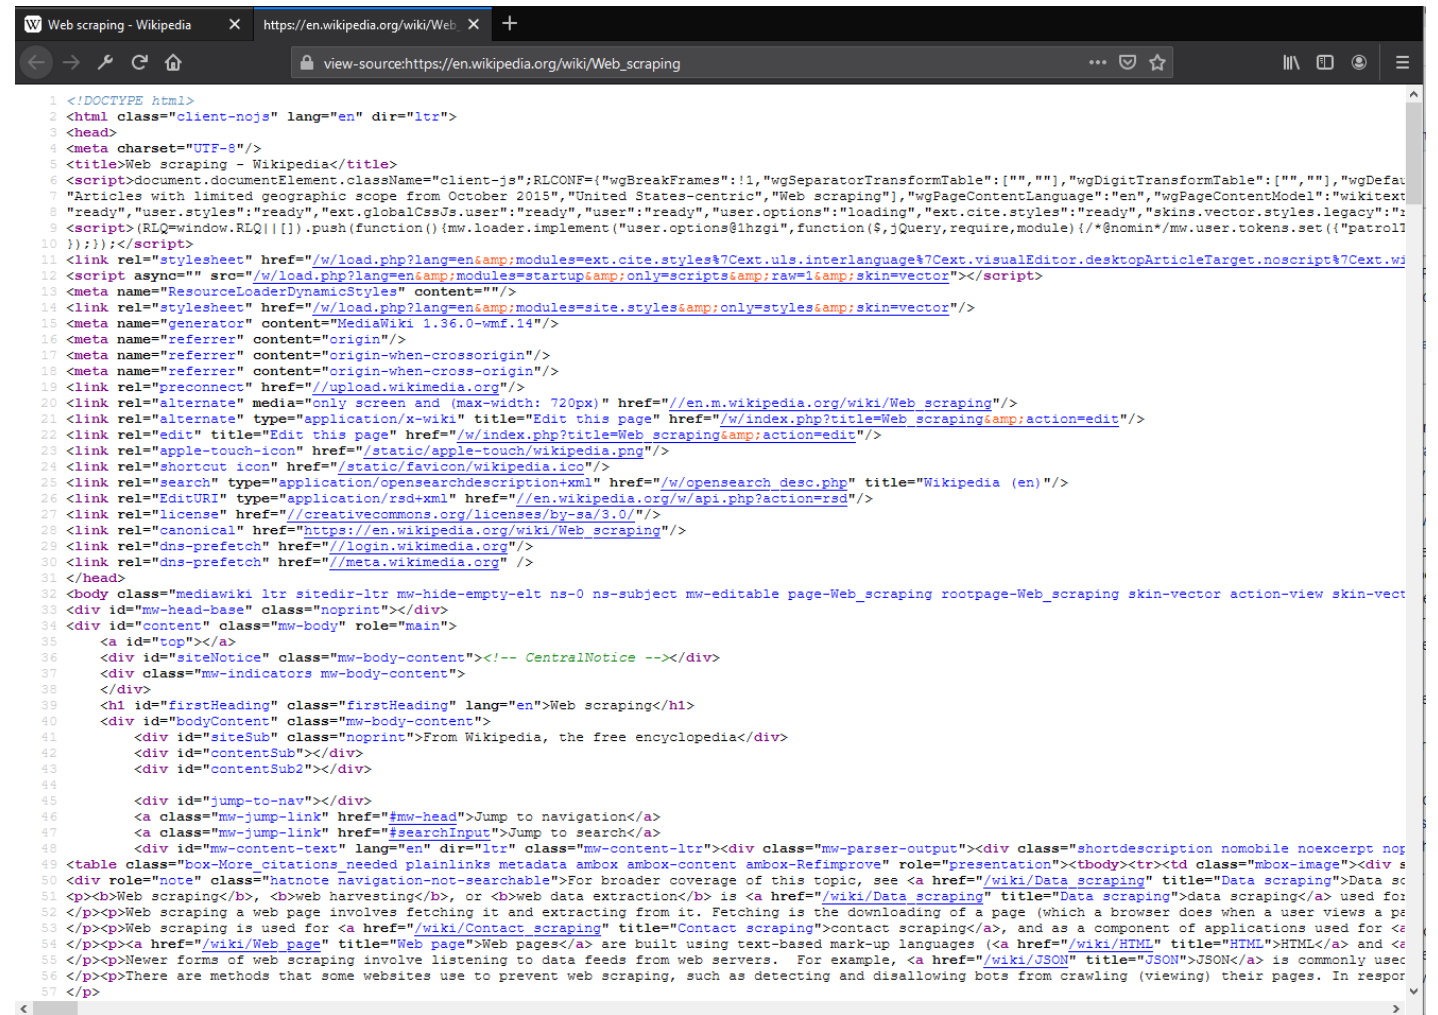 Web scraping - Wikipedia
https://en.wikipedia.org/wiki/Web_
view-source:https://en.wikipedia.org/wiki/Web_scraping
1 <!DOCTYPE html>
2 <html class="client-nojs" lang="en" dir="ltr">
3 <head>
4 <meta charset="UTF-8"/>
5 <title>Web scraping - Wikipedia</title>
6 <script>document.documentElement.className="client-js";RLCONF={"wgBreakFrames":!1,"wgSeparatorTransformTable":["",""],"wgDigitTransformTable":["",""],"wgDefau
7 "Articles with limited geographic scope from October 2015","United States-centric","Web scraping"],"wgPageContentLanguage":"en","wgPageContentModel":"wikitext
8 "ready","user.styles":"ready","ext.globalCssJs.user":"ready","user":"ready","user.options":"loading","ext.cite.styles":"ready","skins.vector.styles.legacy":"r
9 <script>(RLQ=window.RLQ||[]).push(function(){mw.loader.implement("user.options@1hzgi",function($,jQuery,require,module){/*@nomin*/mw.user.tokens.set({"patrolT
10 });});</script>
11 <link rel="stylesheet" href="/w/load.php?lang=en&amp;modules=ext.cite.styles%7Cext.uls.interlanguage%7Cext.visualEditor.desktopArticleTarget.noscript%7Cext.wi
12 <script async="" src="/w/load.php?lang=en&amp;modules=startup&amp;only=scripts&amp;raw=1&amp;skin=vector"></script>
13 <meta name="ResourceLoaderDynamicStyles" content=""/>
14 <link rel="stylesheet" href="/w/load.php?lang=en&amp;modules=site.styles&amp;only=styles&amp;skin=vector"/>
15 <meta name="generator" content="MediaWiki 1.36.0-wmf.14"/>
16 <meta name="referrer" content="origin"/>
17 <meta name="referrer" content="origin-when-crossorigin"/>
18 <meta name="referrer" content="origin-when-cross-origin"/>
19 <link rel="preconnect" href="//upload.wikimedia.org"/>
20 <link rel="alternate" media="only screen and (max-width: 720px)" href="//en.m.wikipedia.org/wiki/Web_scraping"/>
21 <link rel="alternate" type="application/x-wiki" title="Edit this page" href="/w/index.php?title=Web_scraping&amp;action=edit"/>
22 <link rel="edit" title="Edit this page" href="/w/index.php?title=Web_scraping&amp;action=edit"/>
23 <link rel="apple-touch-icon" href="/static/apple-touch/wikipedia.png"/>
24 <link rel="shortcut icon" href="/static/favicon/wikipedia.ico"/>
25 <link rel="search" type="application/opensearchdescription+xml" href="/w/opensearch_desc.php" title="Wikipedia (en)"/>
26 <link rel="EditURI" type="application/rsd+xml" href="//en.wikipedia.org/w/api.php?action=rsd"/>
27 <link rel="license" href="//creativecommons.org/licenses/by-sa/3.0/"/>
28 <link rel="canonical" href="https://en.wikipedia.org/wiki/Web_scraping"/>
29 <link rel="dns-prefetch" href="//login.wikimedia.org"/>
30 <link rel="dns-prefetch" href="//meta.wikimedia.org" />
31 </head>
32 <body class="mediawiki ltr sitedir-ltr mw-hide-empty-elt ns-0 ns-subject mw-editable page-Web_scraping rootpage-Web_scraping skin-vector action-view skin-vect
33 <div id="mw-head-base" class="noprint"></div>
34 <div id="content" class="mw-body" role="main">
35 <a id="top"></a>
36 <div id="siteNotice" class="mw-body-content"><!-- CentralNotice --></div>
37 <div class="mw-indicators mw-body-content">
38 </div>
39 <h1 id="firstHeading" class="firstHeading" lang="en">Web scraping</h1>
40 <div id="bodyContent" class="mw-body-content">
41 <div id="siteSub" class="noprint">From Wikipedia, the free encyclopedia</div>
42 <div id="contentSub"></div>
43 <div id="contentSub2"></div>
44
45 <div id="jump-to-nav"></div>
46 <a class="mw-jump-link" href="#mw-head">Jump to navigation</a>
47 <a class="mw-jump-link" href="#searchInput">Jump to search</a>
48 <div id="mw-content-text" lang="en" dir="ltr" class="mw-content-ltr"><div class="mw-parser-output"><div class="shortdescription nomobile noexcerpt nop
49 <table class="box-More_citations_needed plainlinks metadata ambox ambox-content ambox-Refimprove" role="presentation"><tbody><tr><td class="mbox-image"><div s
50 <div role="note" class="hatnote navigation-not-searchable">For broader coverage of this topic, see <a href="/wiki/Data_scraping" title="Data scraping">Data sc
51 <p><b>Web scraping</b>, <b>web harvesting</b>, or <b>web data extraction</b> is <a href="/wiki/Data_scraping" title="Data scraping">data scraping</a> used for
52 </p><p>Web scraping a web page involves fetching it and extracting from it. Fetching is the downloading of a page (which a browser does when a user views a pa
53 </p><p>Web scraping is used for <a href="/wiki/Contact_scraping" title="Contact scraping">contact scraping</a>, and as a component of applications used for <a
54 </p><p><a href="/wiki/Web_page" title="Web page">Web pages</a> are built using text-based mark-up languages (<a href="/wiki/HTML" title="HTML">HTML</a> and <a
55 </p><p>Newer forms of web scraping involve listening to data feeds from web servers.  For example, <a href="/wiki/JSON" title="JSON">JSON</a> is commonly used
56 </p><p>There are methods that some websites use to prevent web scraping, such as detecting and disallowing bots from crawling (viewing) their pages. In respon
57 </p>